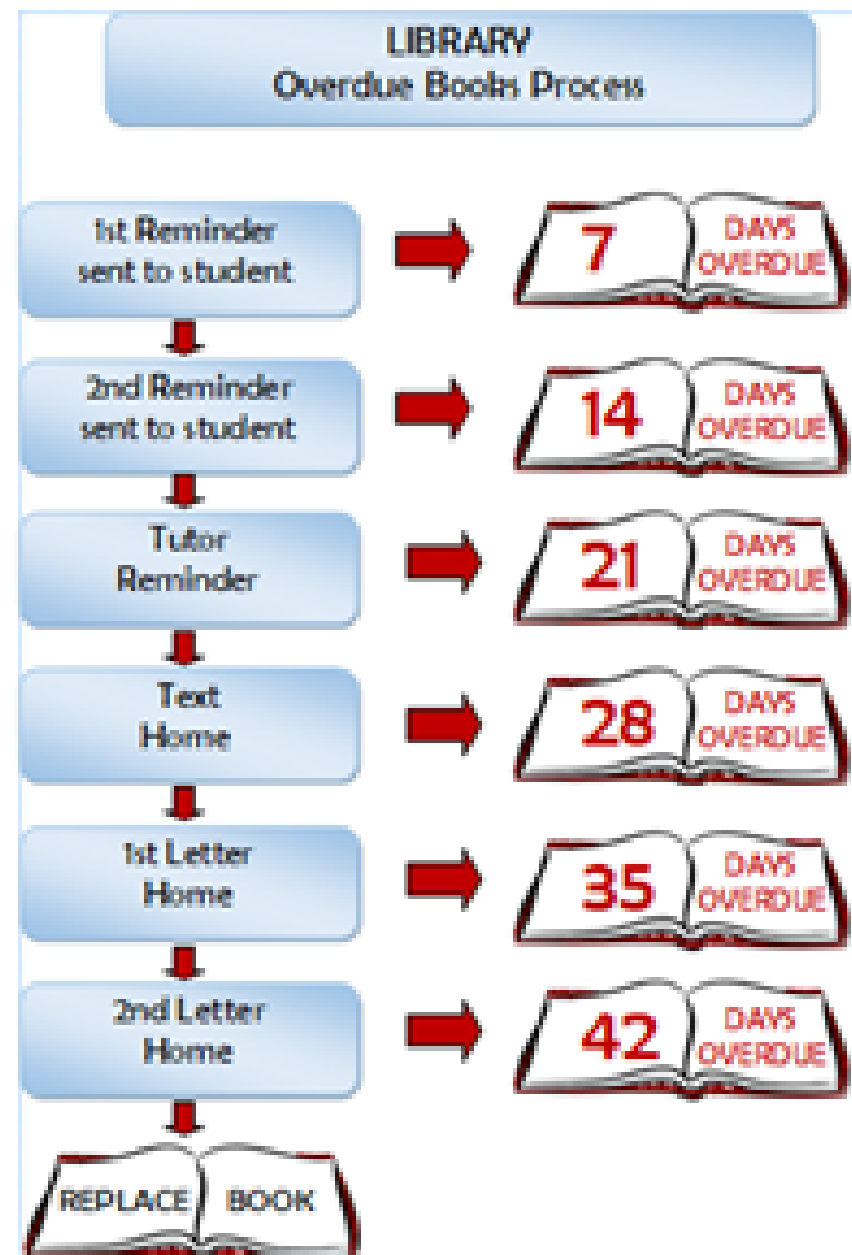 LIBRARY
Overdue Books Process
1st Reminder
sent to student
7
DAYS
OVERDUE
2nd Reminder
sent to student
14
DAYS
OVERDUE
Tutor
Reminder
21
DAYS
OVERDUE
Text
Home
28
DAYS
OVERDUE
1st Letter
Home
35
DAYS
OVERDUE
2nd Letter
Home
42
DAYS
OVERDUE
REPLACE BOOK